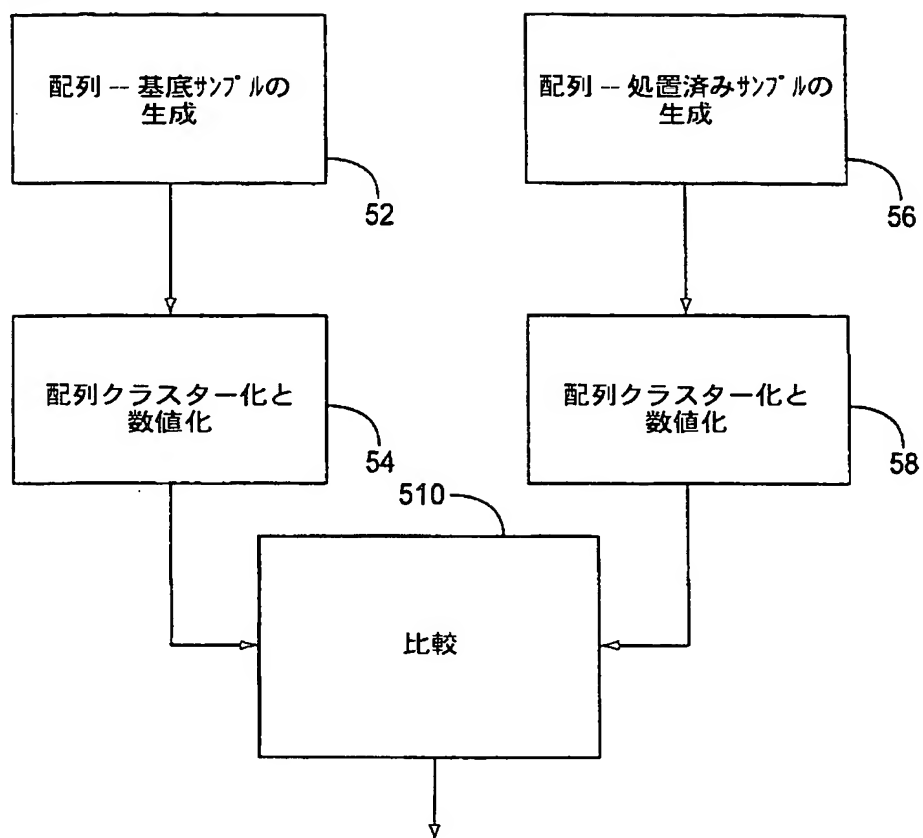 配列 -- 基底ｻﾝﾌﾟﾙの
生成
52
配列 -- 処置済みｻﾝﾌﾟﾙの
生成
56
配列クラスター化と
数値化
54
配列クラスター化と
数値化
58
510
比較